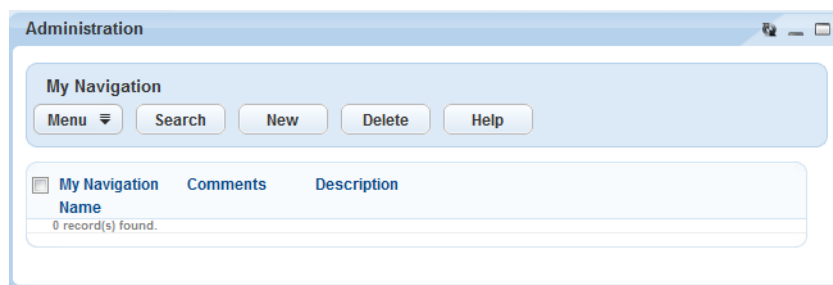 Administration
My Navigation
Menu Search New Delete Help
My Navigation Name Comments Description
0 record(s) found.